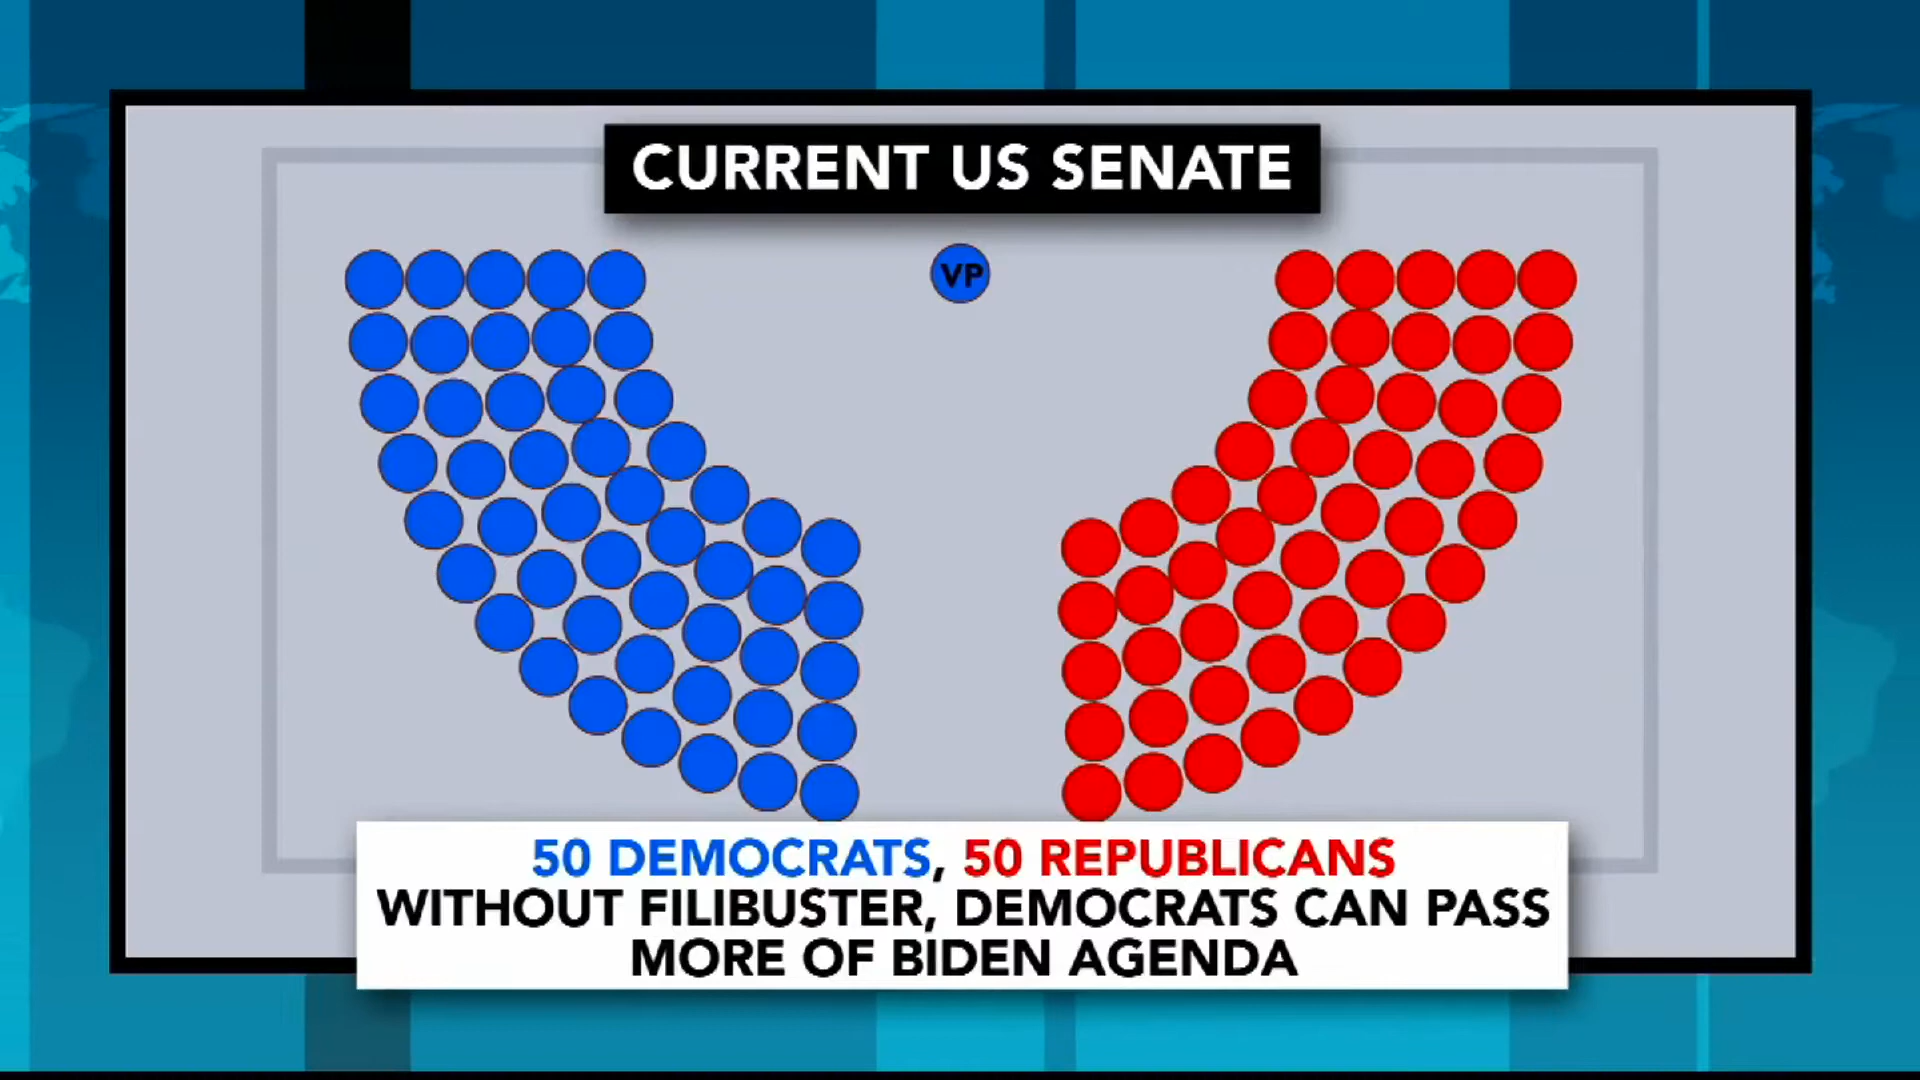 CURRENT US SENATE
VP
50 DEMOCRATS, 50 REPUBLICANS
WITHOUT FILIBUSTER, DEMOCRATS CAN PASS
MORE OF BIDEN AGENDA